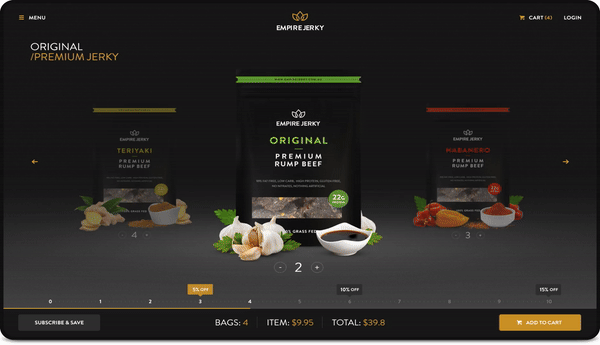 MENU
EMPIRE JERKY
CART (4)
LOGIN
ORIGINAL
/PREMIUM JERKY
EMPIRE JERKY
TERIYAKI
PREMIUM
RUMP BEEF
4
EMPIRE JERKY
ORIGINAL
PREMIUM
RUMP BEEF
22g
- 2 +
EMPIRE JERKY
HABANERO
PREMIUM
RUMP BEEF
3
5% OFF
10% OFF
15% OFF
0 1 2 3 4 5 6 7 8 9 10
SUBSCRIBE & SAVE
BAGS: 4
ITEM: $9.95
TOTAL: $39.8
ADD TO CART